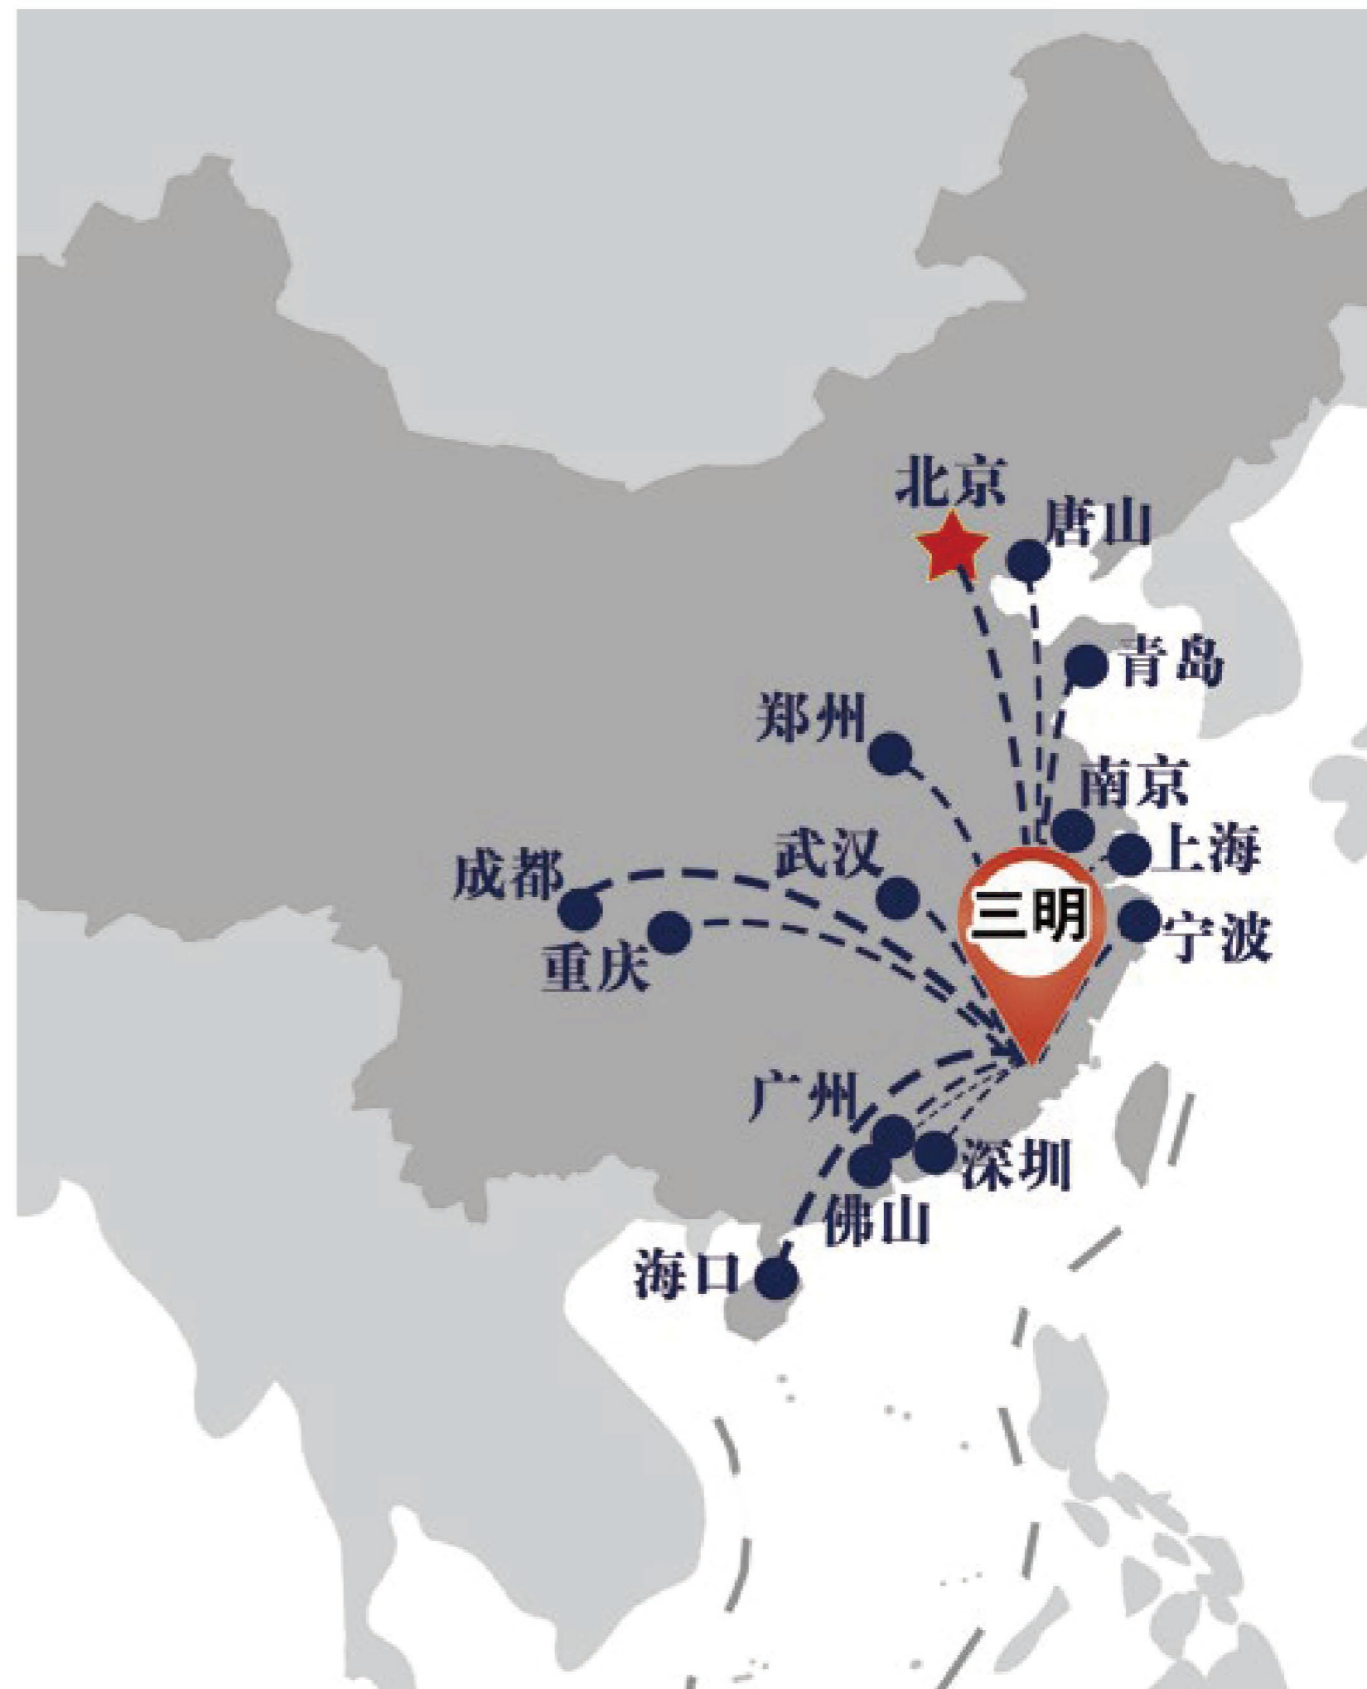 北京
唐山
青岛
郑州
南京
武汉
上海
成都
三明
宁波
重庆
广州
深圳
佛山
海口